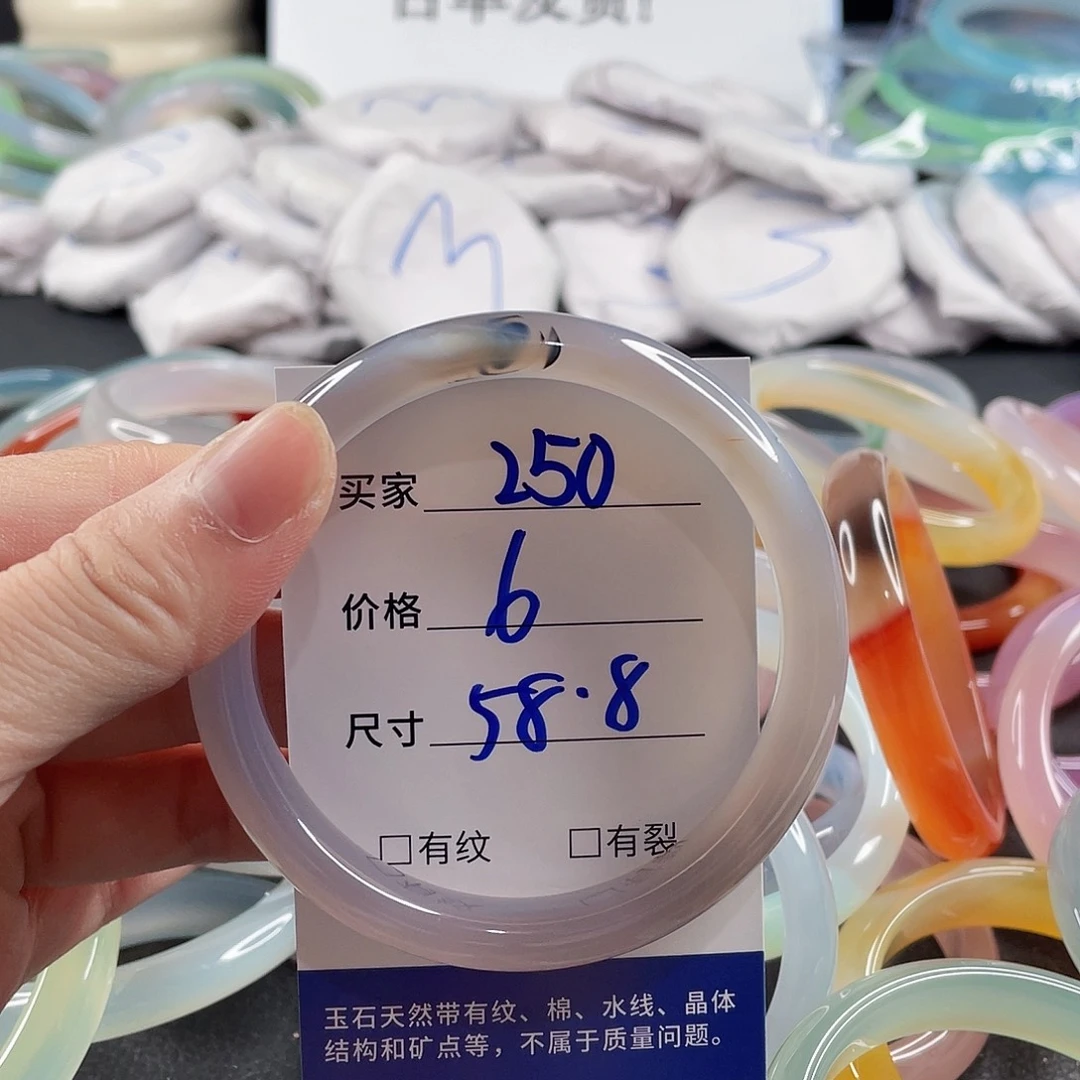 M
S
买家 250
价格 6
尺寸 58.8
□有纹 □有裂
玉石天然带有纹、棉、水线、晶体
结构和矿点等，不属于质量问题。